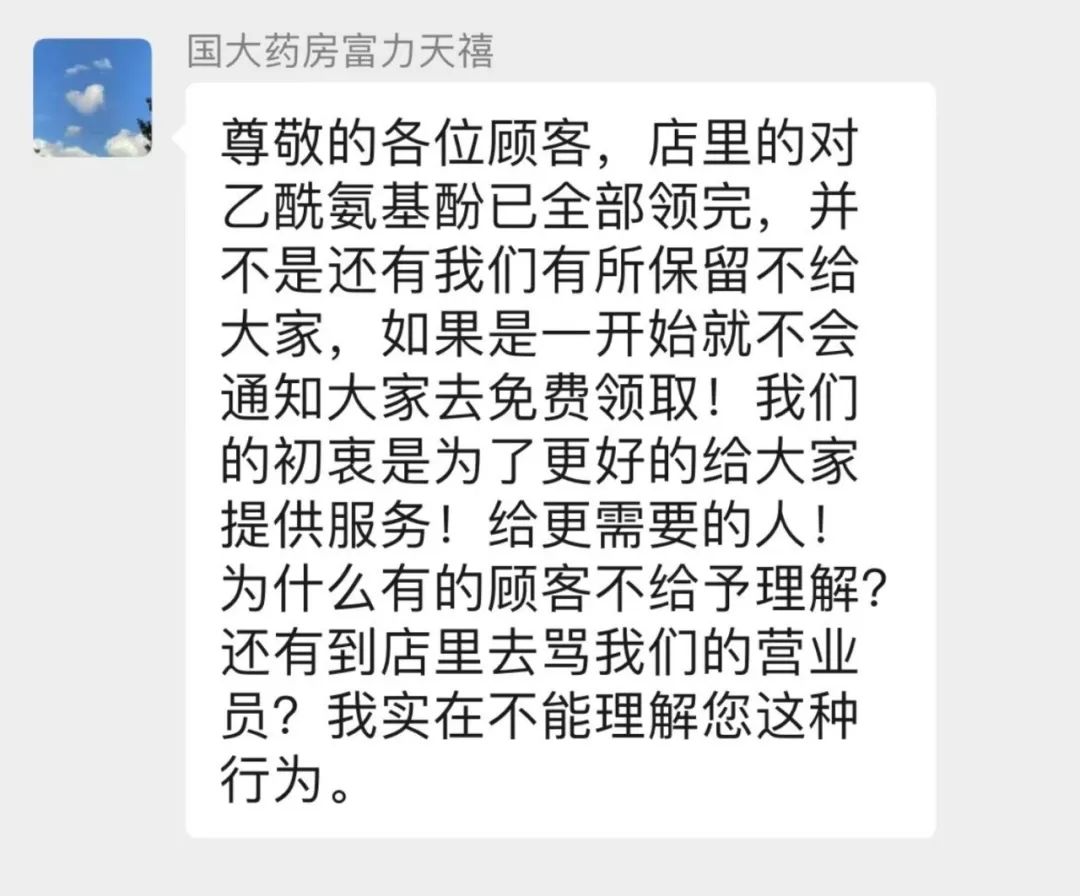 国大药房富力天禧
尊敬的各位顾客，店里的对
乙酰氨基酚已全部领完，并
不是还有我们有所保留不给
大家，如果是一开始就不会
通知大家去免费领取！我们
的初衷是为了更好的给大家
提供服务！给更需要的人！
为什么有的顾客不给予理解？
还有到店里去骂我们的营业
员？我实在不能理解您这种
行为。